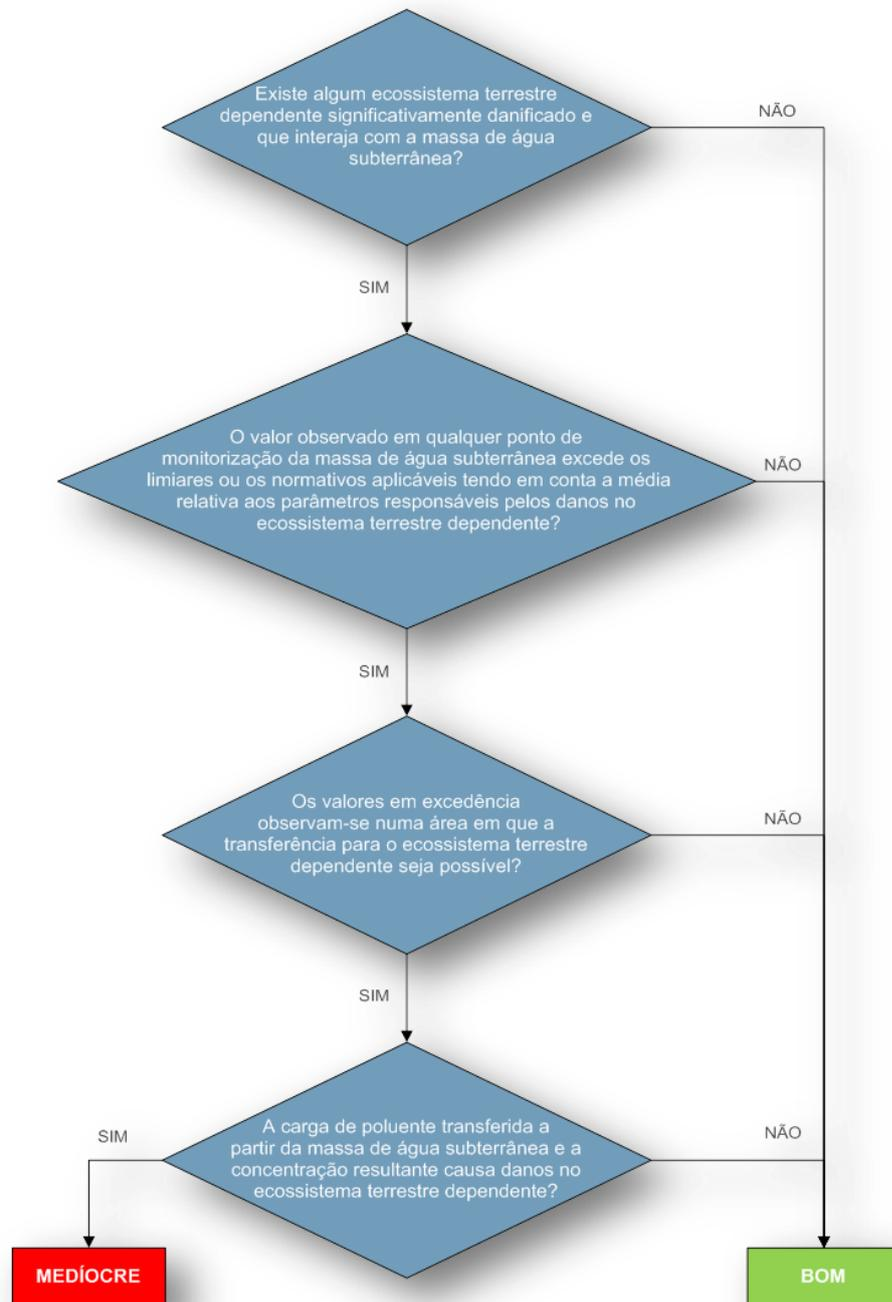 Existe algum ecossistema terrestre
dependente significativamente danificado e
que interaja com a massa de água
subterrânea?
NÃO
SIM
O valor observado em qualquer ponto de
monitorização da massa de água subterrânea excede os
limiares ou os normativos aplicáveis tendo em conta a média
relativa aos parâmetros responsáveis pelos danos no
ecossistema terrestre dependente?
NÃO
SIM
Os valores em excedência
observam-se numa área em que a
transferência para o ecossistema terrestre
dependente seja possível?
NÃO
SIM
A carga de poluente transferida a
partir da massa de água subterrânea e a
concentração resultante causa danos no
ecossistema terrestre dependente?
SIM
NÃO
MEDÍOCRE
BOM